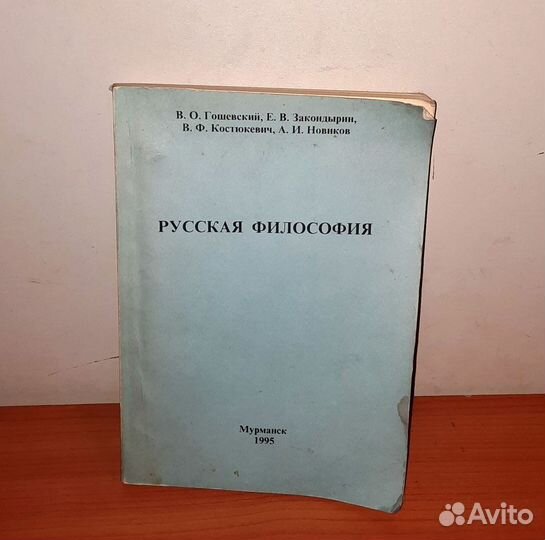 В. О. Гошевский, Е. В. Закондырин,
В. Ф. Костюкевич, А. И. Новиков
РУССКАЯ ФИЛОСОФИЯ
Мурманск
1995
Avito